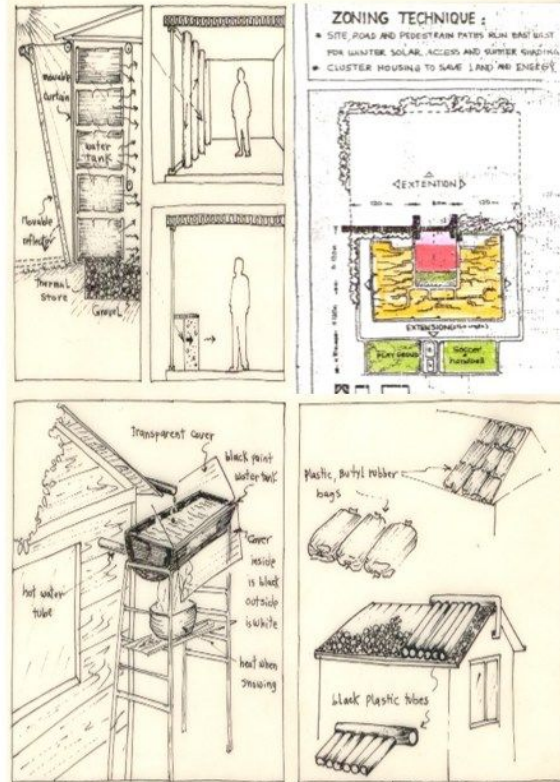 movable
curtain
water
tank
Movable
reflector
Thermal
store
Gravel
ZONING TECHNIQUE :
• SITE, ROAD AND PEDESTRAIN PATHS RUN EAST WEST
FOR WINTER SOLAR, ACCESS AND SUMMER SHADING
• CLUSTER HOUSING TO SAVE LAND AND ENERGY
EXTENTION
EXTENSION
PLAY GROUND
Soccer
Transparent cover
black paint
water tank
Cover
inside
is black
outside
is white
hot water
tube
heat when
snowing
plastic, Butyl rubber
bags
black plastic tubes